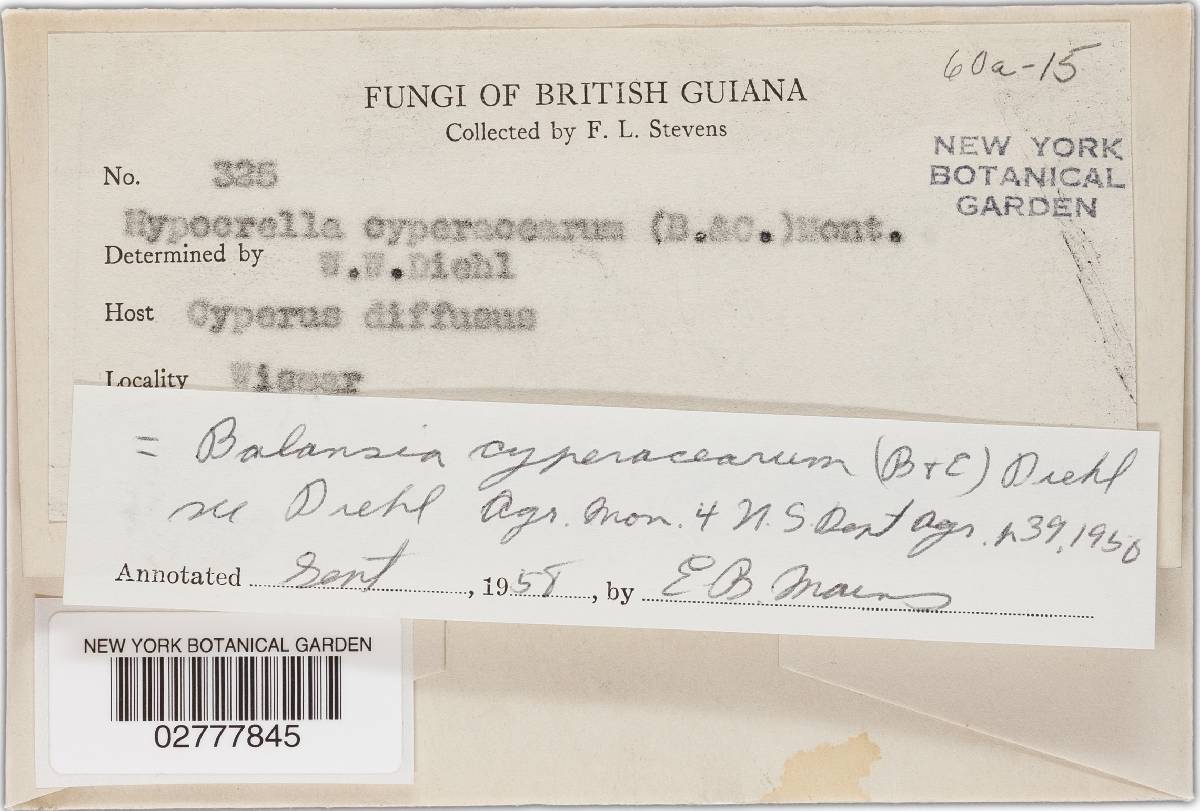 60a-15
FUNGI OF BRITISH GUIANA
Collected by F. L. Stevens
NEW YORK
BOTANICAL
GARDEN
No. 325
Hypocrella cyperacearum (B.&C.)Mont.
Determined by W.W.Diehl
Host Cyperus diffusus
Locality Wismar
= Balansia cyperacearum (B+C) Diehl
see Diehl Agr. Mon. 4 U.S Dept Agr. p39, 1950
Annotated Sept, 1958, by E B. Mains
NEW YORK BOTANICAL GARDEN
02777845